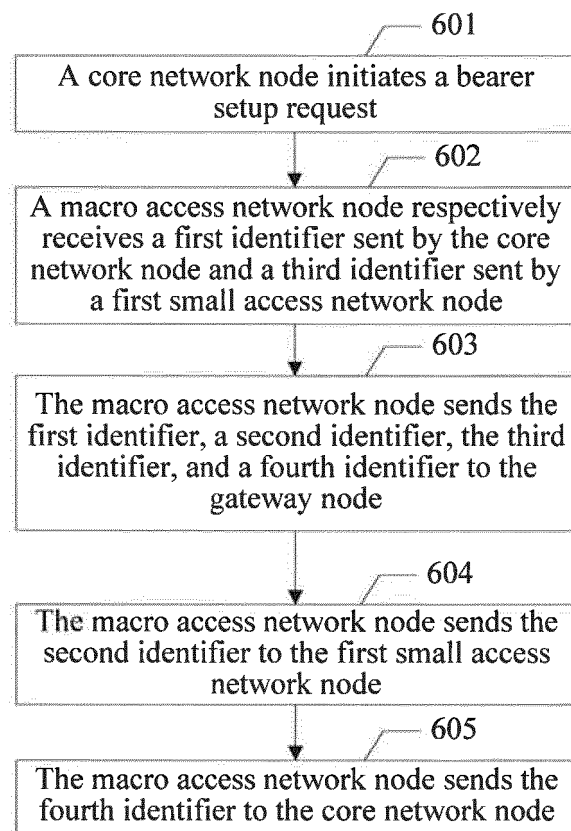 601
A core network node initiates a bearer
setup request
602
A macro access network node respectively
receives a first identifier sent by the core
network node and a third identifier sent by
a first small access network node
603
The macro access network node sends the
first identifier, a second identifier, the third
identifier, and a fourth identifier to the
gateway node
604
The macro access network node sends the
second identifier to the first small access
network node
605
The macro access network node sends the
fourth identifier to the core network node